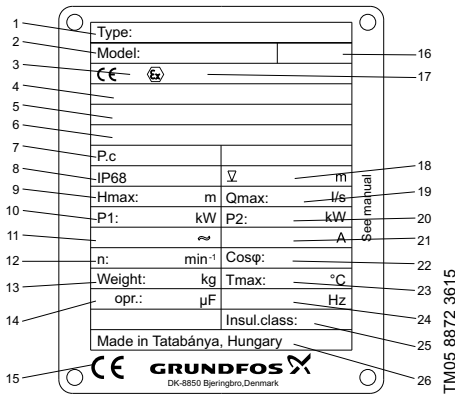 1 Type:
2 Model: 16
3 CE Ex 17
4
5
6
7 P.c
8 IP68 m 18
9 Hmax: m Qmax: l/s 19
10 P1: kW P2: kW 20
11 ~ A 21
12 n: min-1 Cosφ: 22
13 Weight: kg Tmax: °C 23
14 opr.: µF Hz 24
Insul.class: 25
Made in Tatabánya, Hungary 26
15 CE GRUNDFOS
DK-8850 Bjeringbro,Denmark
See manual
TM05 8872 3615